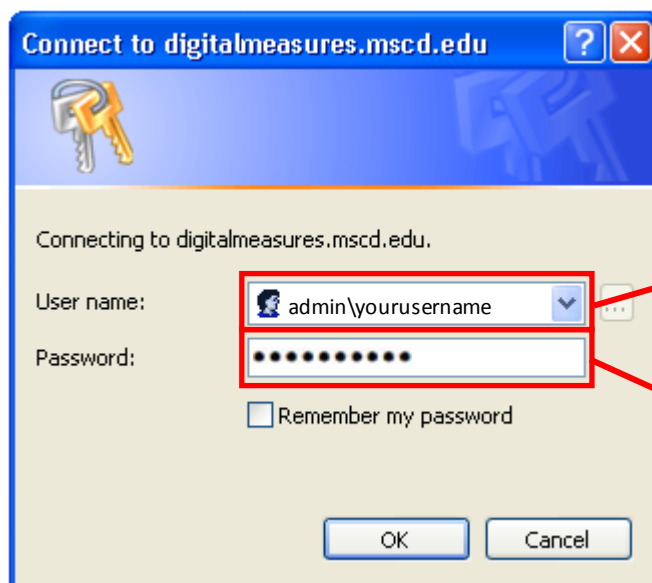 Connect to digitalmeasures.mscd.edu
Connecting to digitalmeasures.mscd.edu.
User name: admin\yourusername ...
Password: ●●●●●●●●●●
Remember my password
OK Cancel